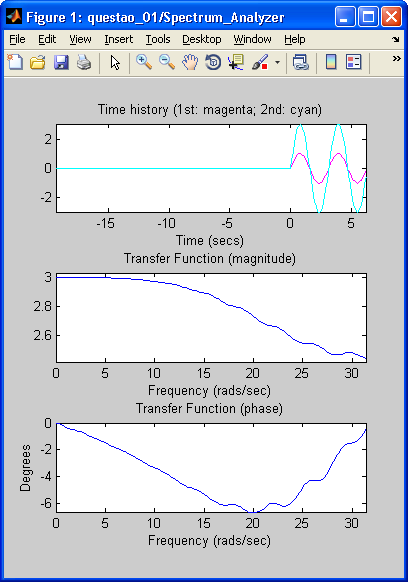 Figure 1: questao_01/Spectrum_Analyzer
File Edit View Insert Tools Desktop Window Help
Time history (1st: magenta; 2nd: cyan)
2
0
-2
-15 -10 -5 0 5
Time (secs)
Transfer Function (magnitude)
3
2.8
2.6
0 5 10 15 20 25 30
Frequency (rads/sec)
Transfer Function (phase)
0
-2
-4
-6
Degrees
0 5 10 15 20 25 30
Frequency (rads/sec)